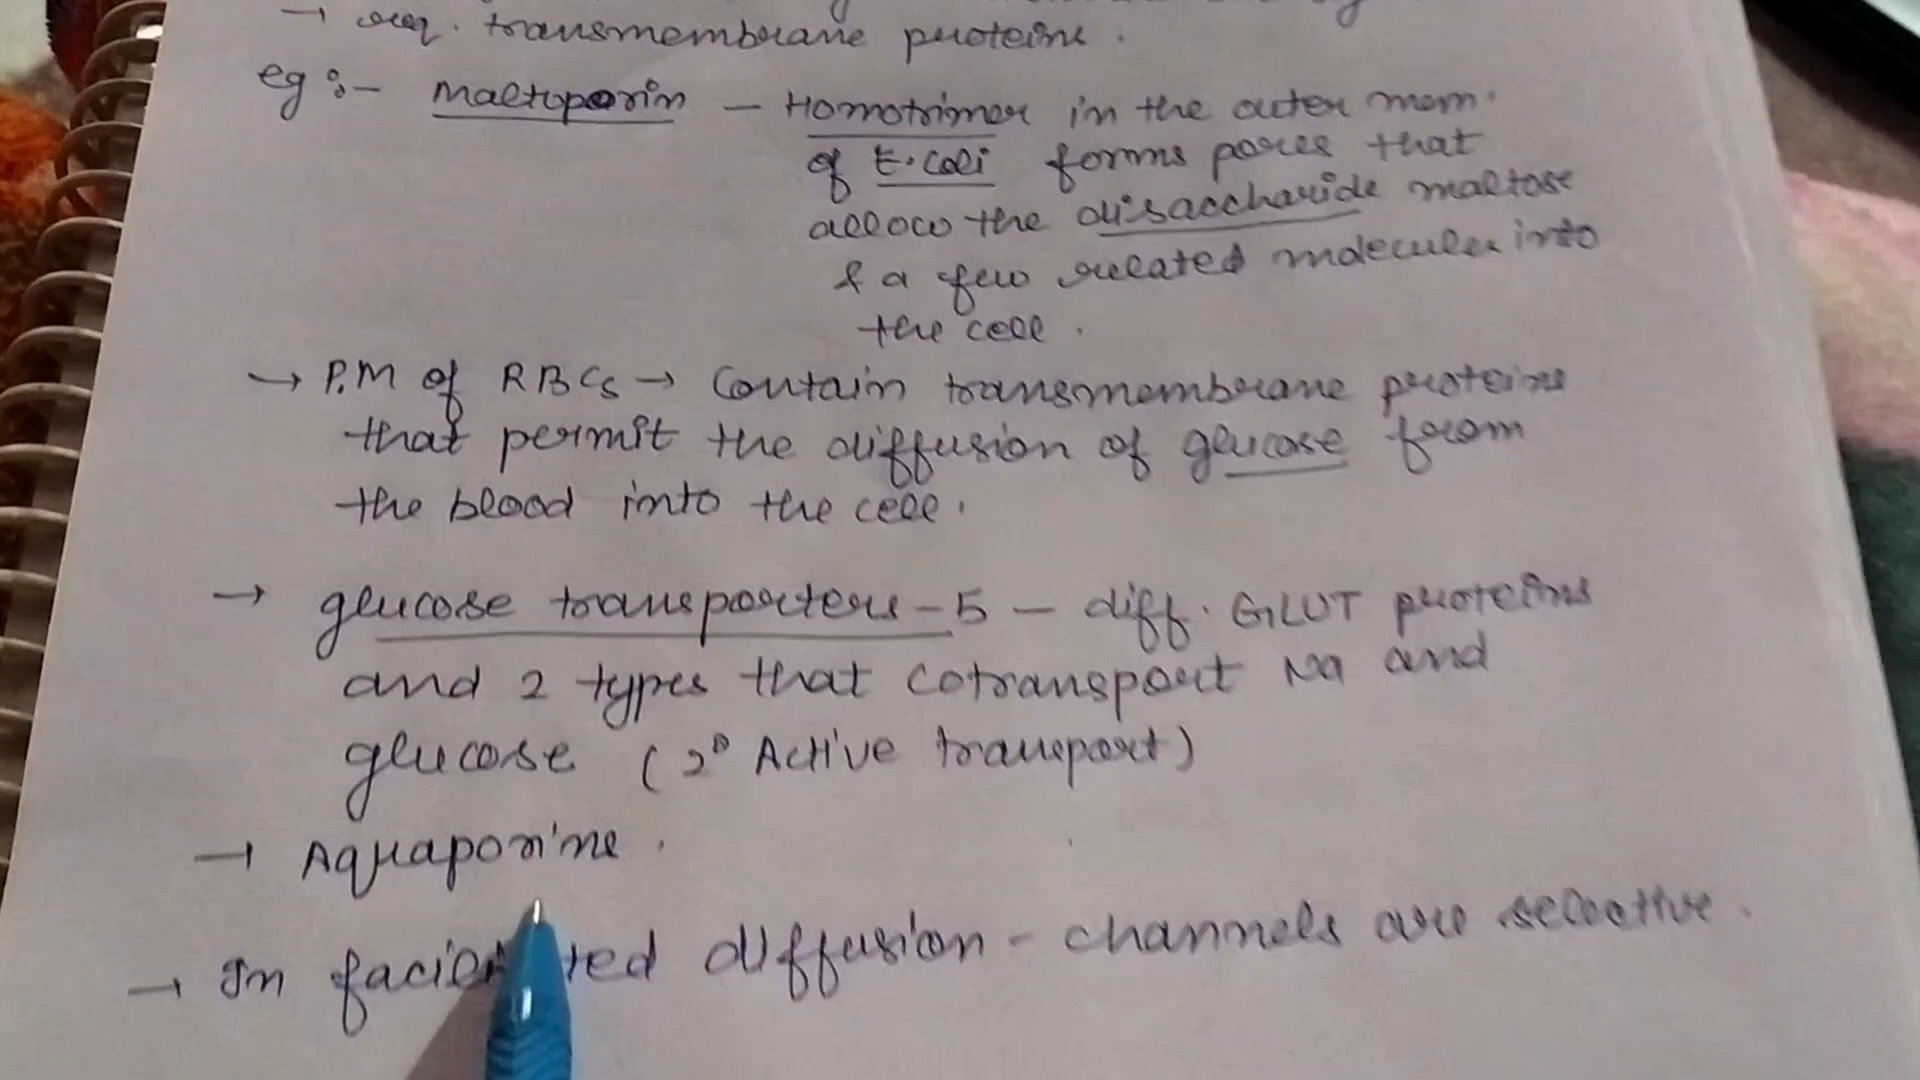 → req. transmembrane proteins.
eg :- Maltoporin — Homotrimer in the outer mem.
of E. coli forms pores that
allow the disaccharide maltose
& a few related molecules into
the cell.
→ P.M of RBCs → Contain transmembrane proteins
that permit the diffusion of glucose from
the blood into the cell.
→ glucose transporters - 5 - diff. GLUT proteins
and 2 types that cotransport Na and
glucose (2° Active transport)
→ Aquaporins.
→ In diffusion - channels are selective.